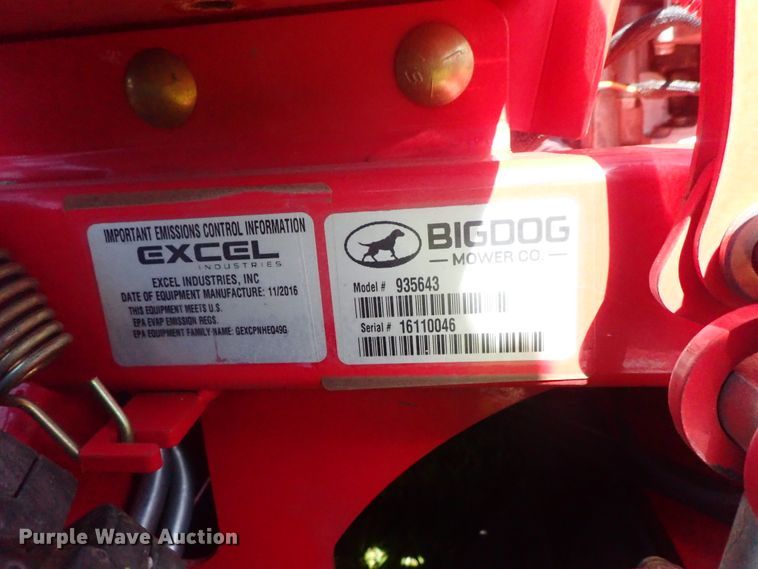 IMPORTANT EMISSIONS CONTROL INFORMATION
EXCEL
INDUSTRIES
EXCEL INDUSTRIES, INC
DATE OF EQUIPMENT MANUFACTURE: 11/2016
THIS EQUIPMENT MEETS U.S.
EPA EVAP EMISSION REGS.
EPA EQUIPMENT FAMILY-NAME: GEXCPNHEQ49G
BIGDOG
MOWER CO.
Model # 935643
Serial # 16110046
Purple Wave Auction